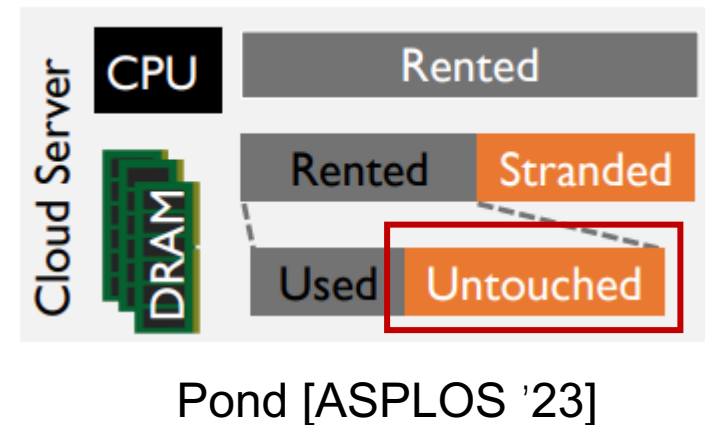 Cloud Server
CPU
Rented
DRAM
Rented
Stranded
Used
Untouched
Pond [ASPLOS ’23]